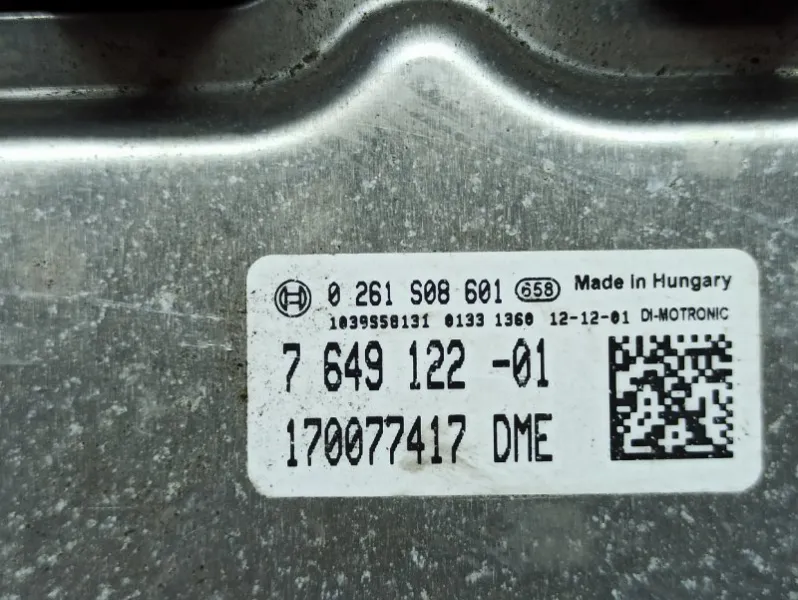 0 261 S08 601 658 Made in Hungary
1039S58131 0133 1360 12-12-01 DI-MOTRONIC
7 649 122 -01
170077417 DME